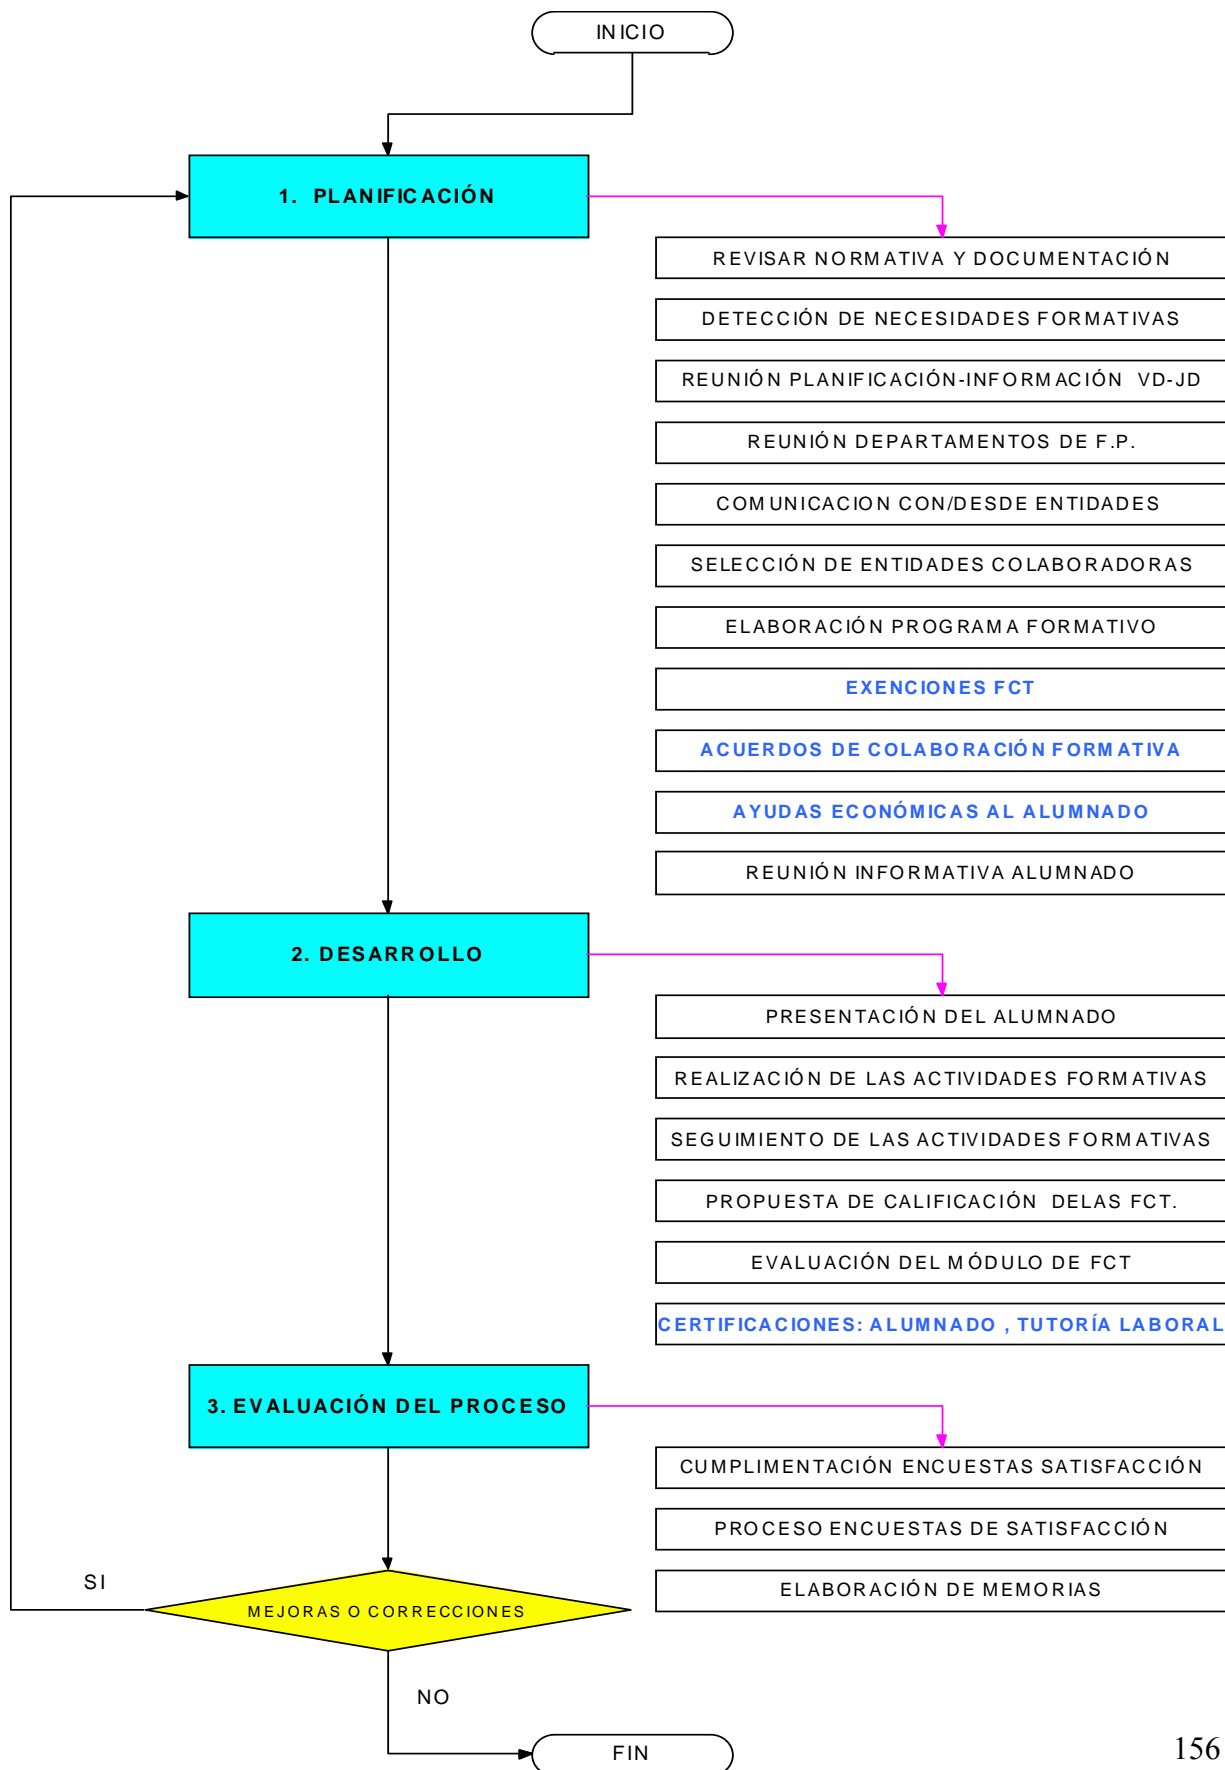 INICIO
1. PLANIFICACIÓN
REVISAR NORMATIVA Y DOCUMENTACIÓN
DETECCIÓN DE NECESIDADES FORMATIVAS
REUNIÓN PLANIFICACIÓN-INFORMACIÓN VD-JD
REUNIÓN DEPARTAMENTOS DE F.P.
COMUNICACION CON/DESDE ENTIDADES
SELECCIÓN DE ENTIDADES COLABORADORAS
ELABORACIÓN PROGRAMA FORMATIVO
EXENCIONES FCT
ACUERDOS DE COLABORACIÓN FORMATIVA
AYUDAS ECONÓMICAS AL ALUMNADO
REUNIÓN INFORMATIVA ALUMNADO
2. DESARROLLO
PRESENTACIÓN DEL ALUMNADO
REALIZACIÓN DE LAS ACTIVIDADES FORMATIVAS
SEGUIMIENTO DE LAS ACTIVIDADES FORMATIVAS
PROPUESTA DE CALIFICACIÓN DELAS FCT.
EVALUACIÓN DEL MÓDULO DE FCT
CERTIFICACIONES: ALUMNADO , TUTORÍA LABORAL
3. EVALUACIÓN DEL PROCESO
CUMPLIMENTACIÓN ENCUESTAS SATISFACCIÓN
PROCESO ENCUESTAS DE SATISFACCIÓN
ELABORACIÓN DE MEMORIAS
SI
MEJORAS O CORRECCIONES
NO
FIN
156